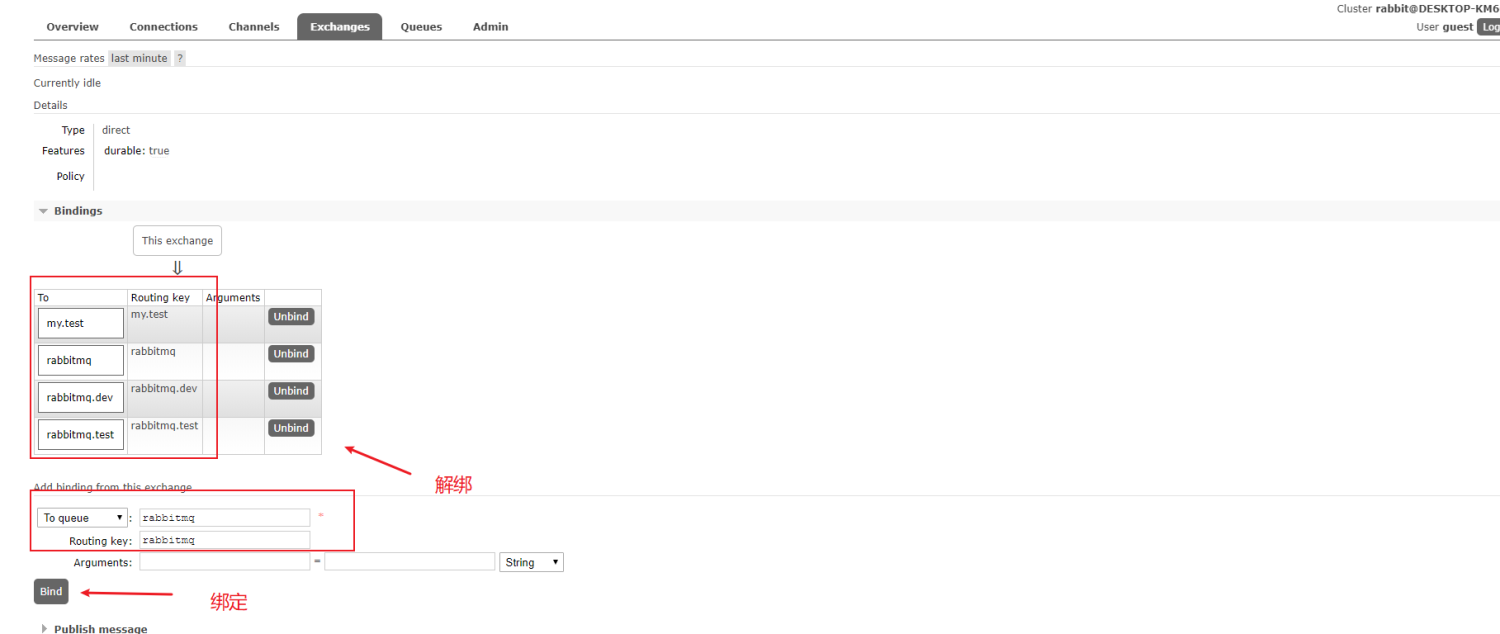 Cluster rabbit@DESKTOP-KM6
Overview Connections Channels Exchanges Queues Admin
User guest Log
Message rates last minute ?
Currently idle
Details
Type direct
Features durable: true
Policy
Bindings
This exchange
⇓
To Routing key Arguments
my.test my.test Unbind
rabbitmq rabbitmq Unbind
rabbitmq.dev rabbitmq.dev Unbind
rabbitmq.test rabbitmq.test Unbind
解绑
Add binding from this exchange
To queue : rabbitmq *
Routing key: rabbitmq
Arguments: = String
Bind
绑定
Publish message